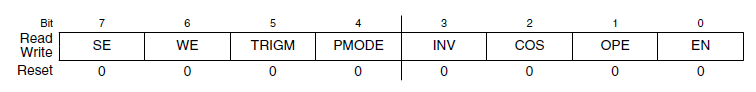 Bit 7 6 5 4 3 2 1 0
Read
Write SE WE TRIGM PMODE INV COS OPE EN
Reset 0 0 0 0 0 0 0 0